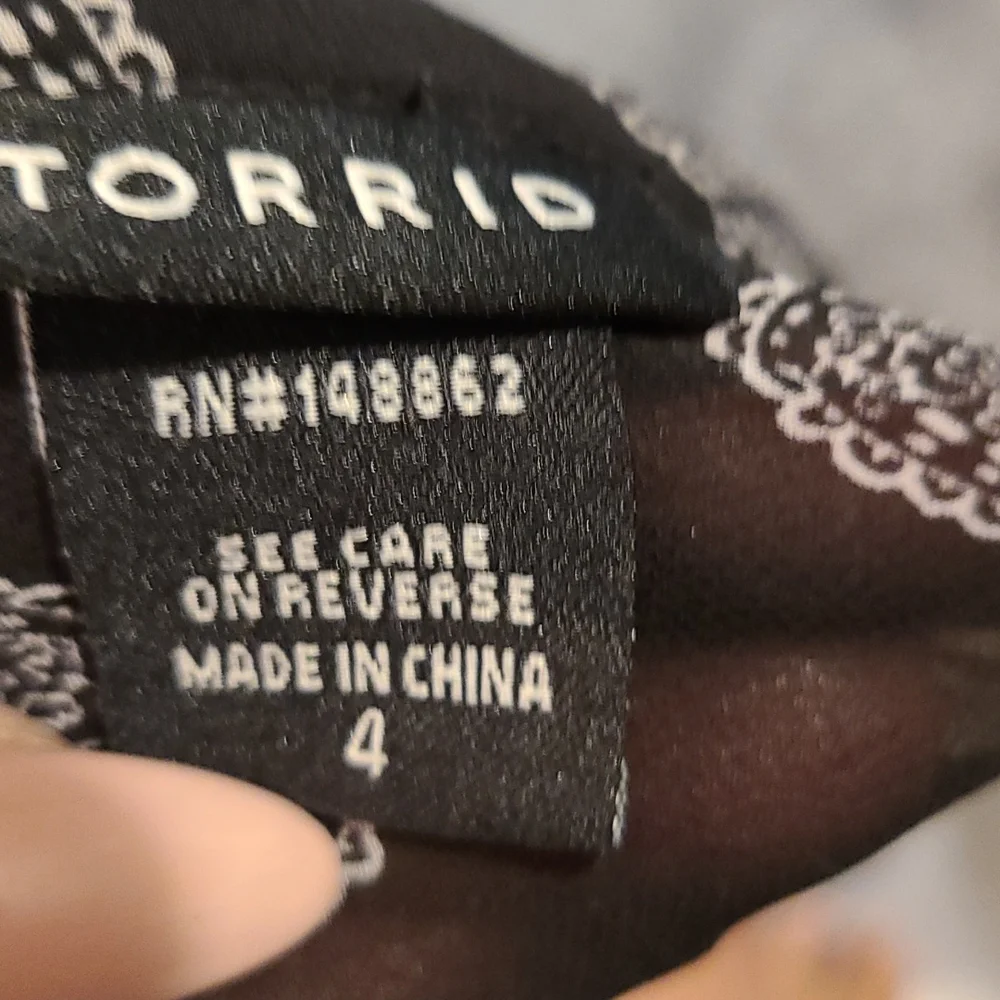 TORRID
RN#148862
SEE CARE
ON REVERSE
MADE IN CHINA
4